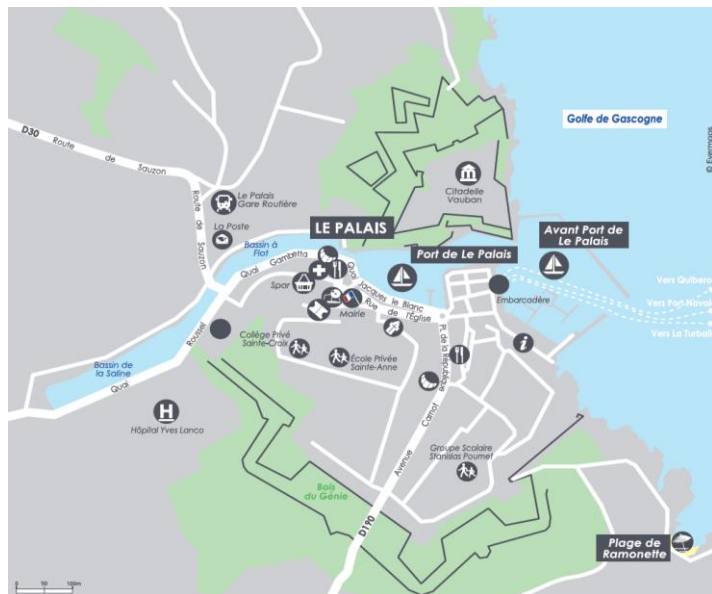 Golfe de Gascogne
© Evermaps
D30
Route de Sauzon
Citadelle
Vauban
Le Palais
Gare Routière
Route de Sauzon
La Poste
LE PALAIS
Avant Port de
Le Palais
Bassin à
Flot
Port de Le Palais
Quai Gambetta
Quai Jacques le Blanc
Vers Quiberon
Spar
Embarcadère
Vers Port-Navalo
Rue de l'Église
Mairie
Vers La Turballe
Pl. de la République
i
Collège Privé
Sainte-Croix
École Privée
Sainte-Anne
Bassin de
la Saline
Quai Roussel
H
Hôpital Yves Lanco
Avenue Carnot
Groupe Scolaire
Stanislas Poumet
Bois
du Génie
D190
Plage de
Ramonette
0 50 100m